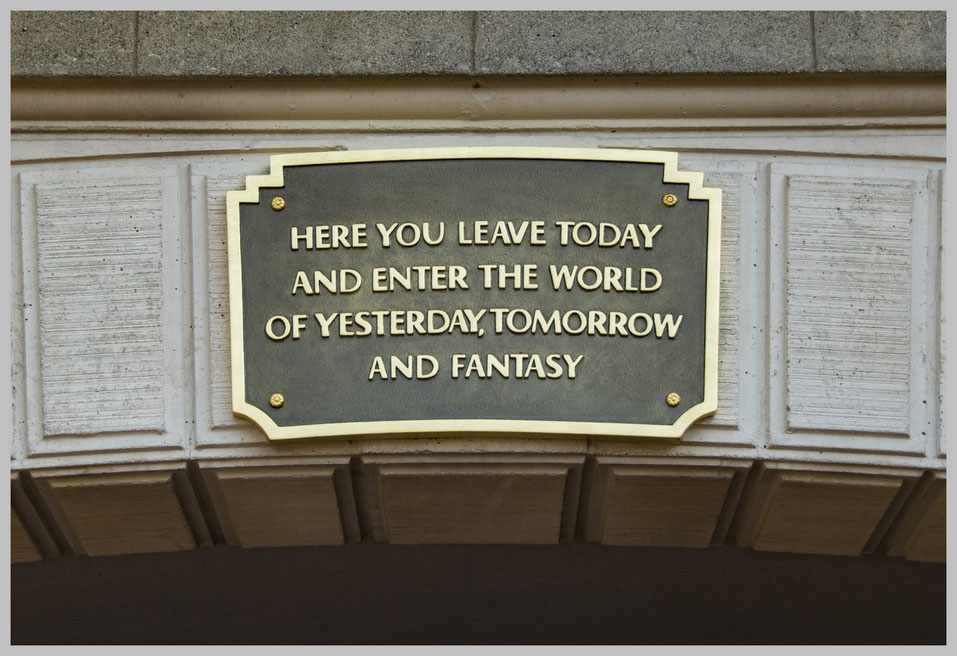 HERE YOU LEAVE TODAY
AND ENTER THE WORLD
OF YESTERDAY, TOMORROW
AND FANTASY